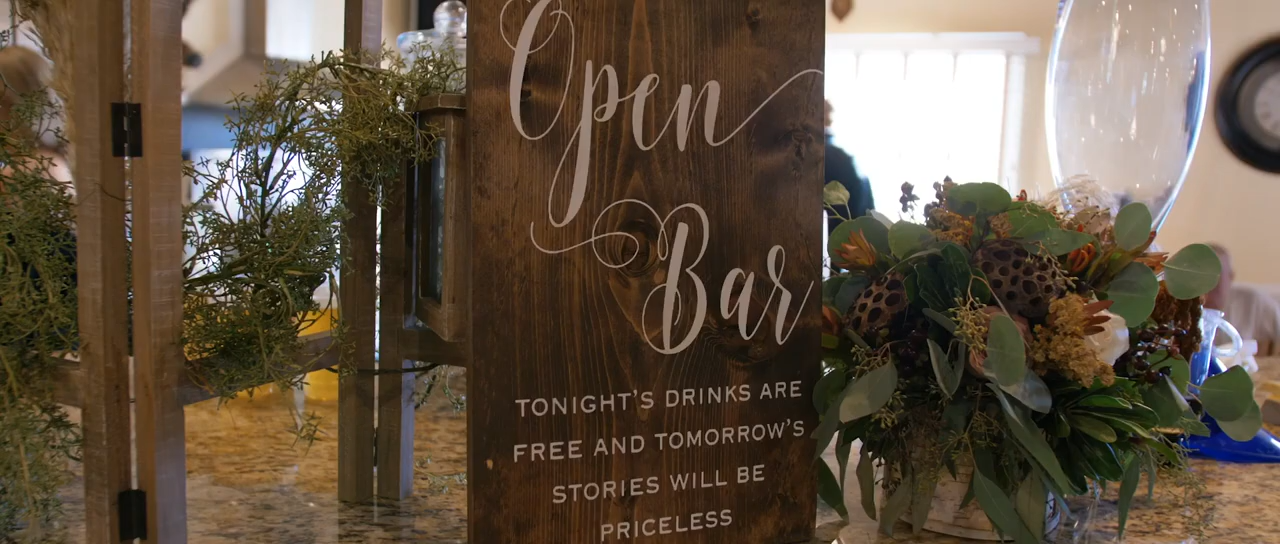 Open
Bar
TONIGHT'S DRINKS ARE
FREE AND TOMORROW'S
STORIES WILL BE
PRICELESS